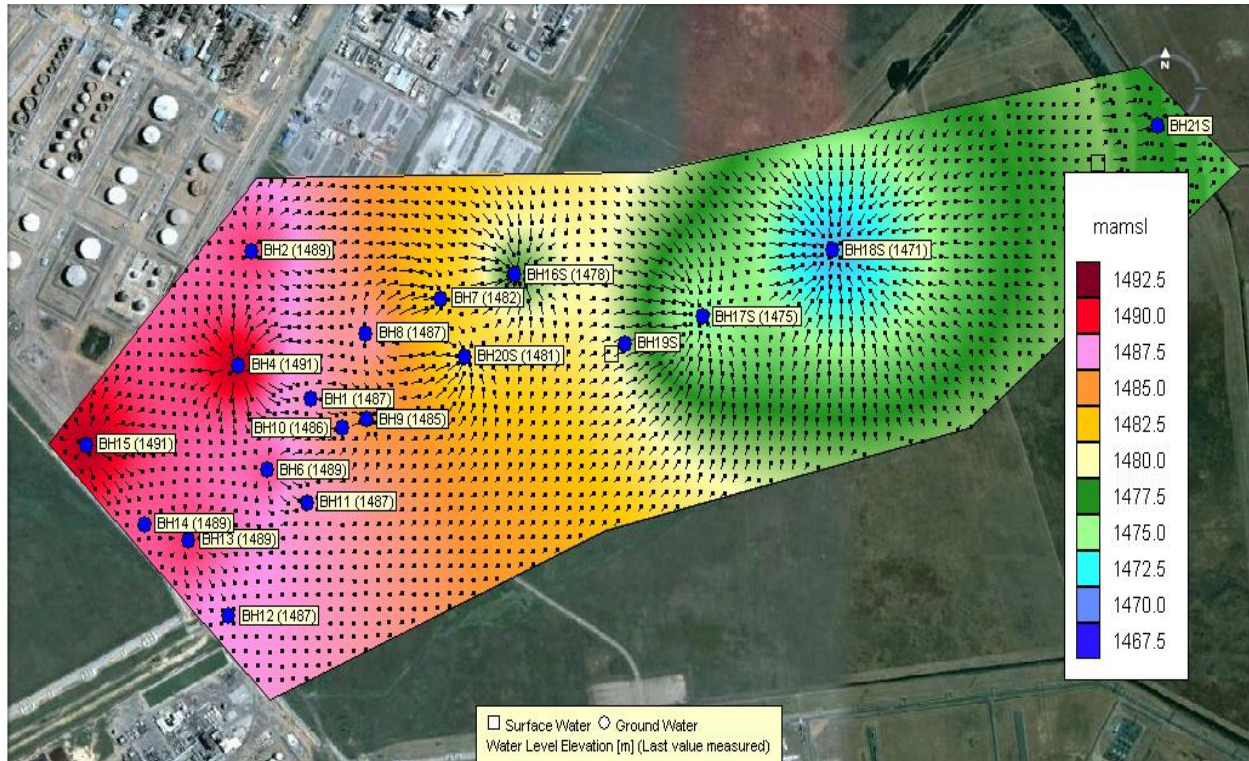 N
BH21S
mamsl
BH2 (1489)
BH18S (1471)
BH16S (1478)
1492.5
BH7 (1482)
1490.0
BH17S (1475)
BH8 (1487)
1487.5
BH19S
BH20S (1481)
BH4 (1491)
1485.0
BH1 (1487)
1482.5
BH9 (1485)
BH10 (1486)
BH15 (1491)
1480.0
BH6 (1489)
1477.5
BH11 (1487)
BH14 (1489)
1475.0
BH13 (1489)
1472.5
1470.0
BH12 (1487)
1467.5
Surface Water Ground Water
Water Level Elevation [m] (Last value measured)